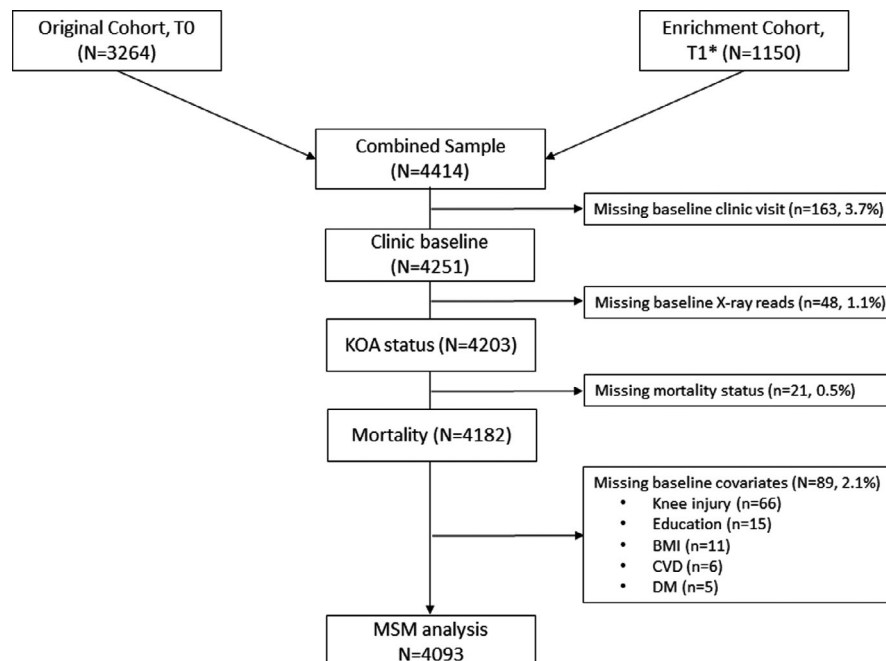 Original Cohort, T0
(N=3264)
Enrichment Cohort,
T1* (N=1150)
Combined Sample
(N=4414)
Missing baseline clinic visit (n=163, 3.7%)
Clinic baseline
(N=4251)
Missing baseline X-ray reads (n=48, 1.1%)
KOA status (N=4203)
Missing mortality status (n=21, 0.5%)
Mortality (N=4182)
Missing baseline covariates (N=89, 2.1%)
• Knee injury (n=66)
• Education (n=15)
• BMI (n=11)
• CVD (n=6)
• DM (n=5)
MSM analysis
N=4093